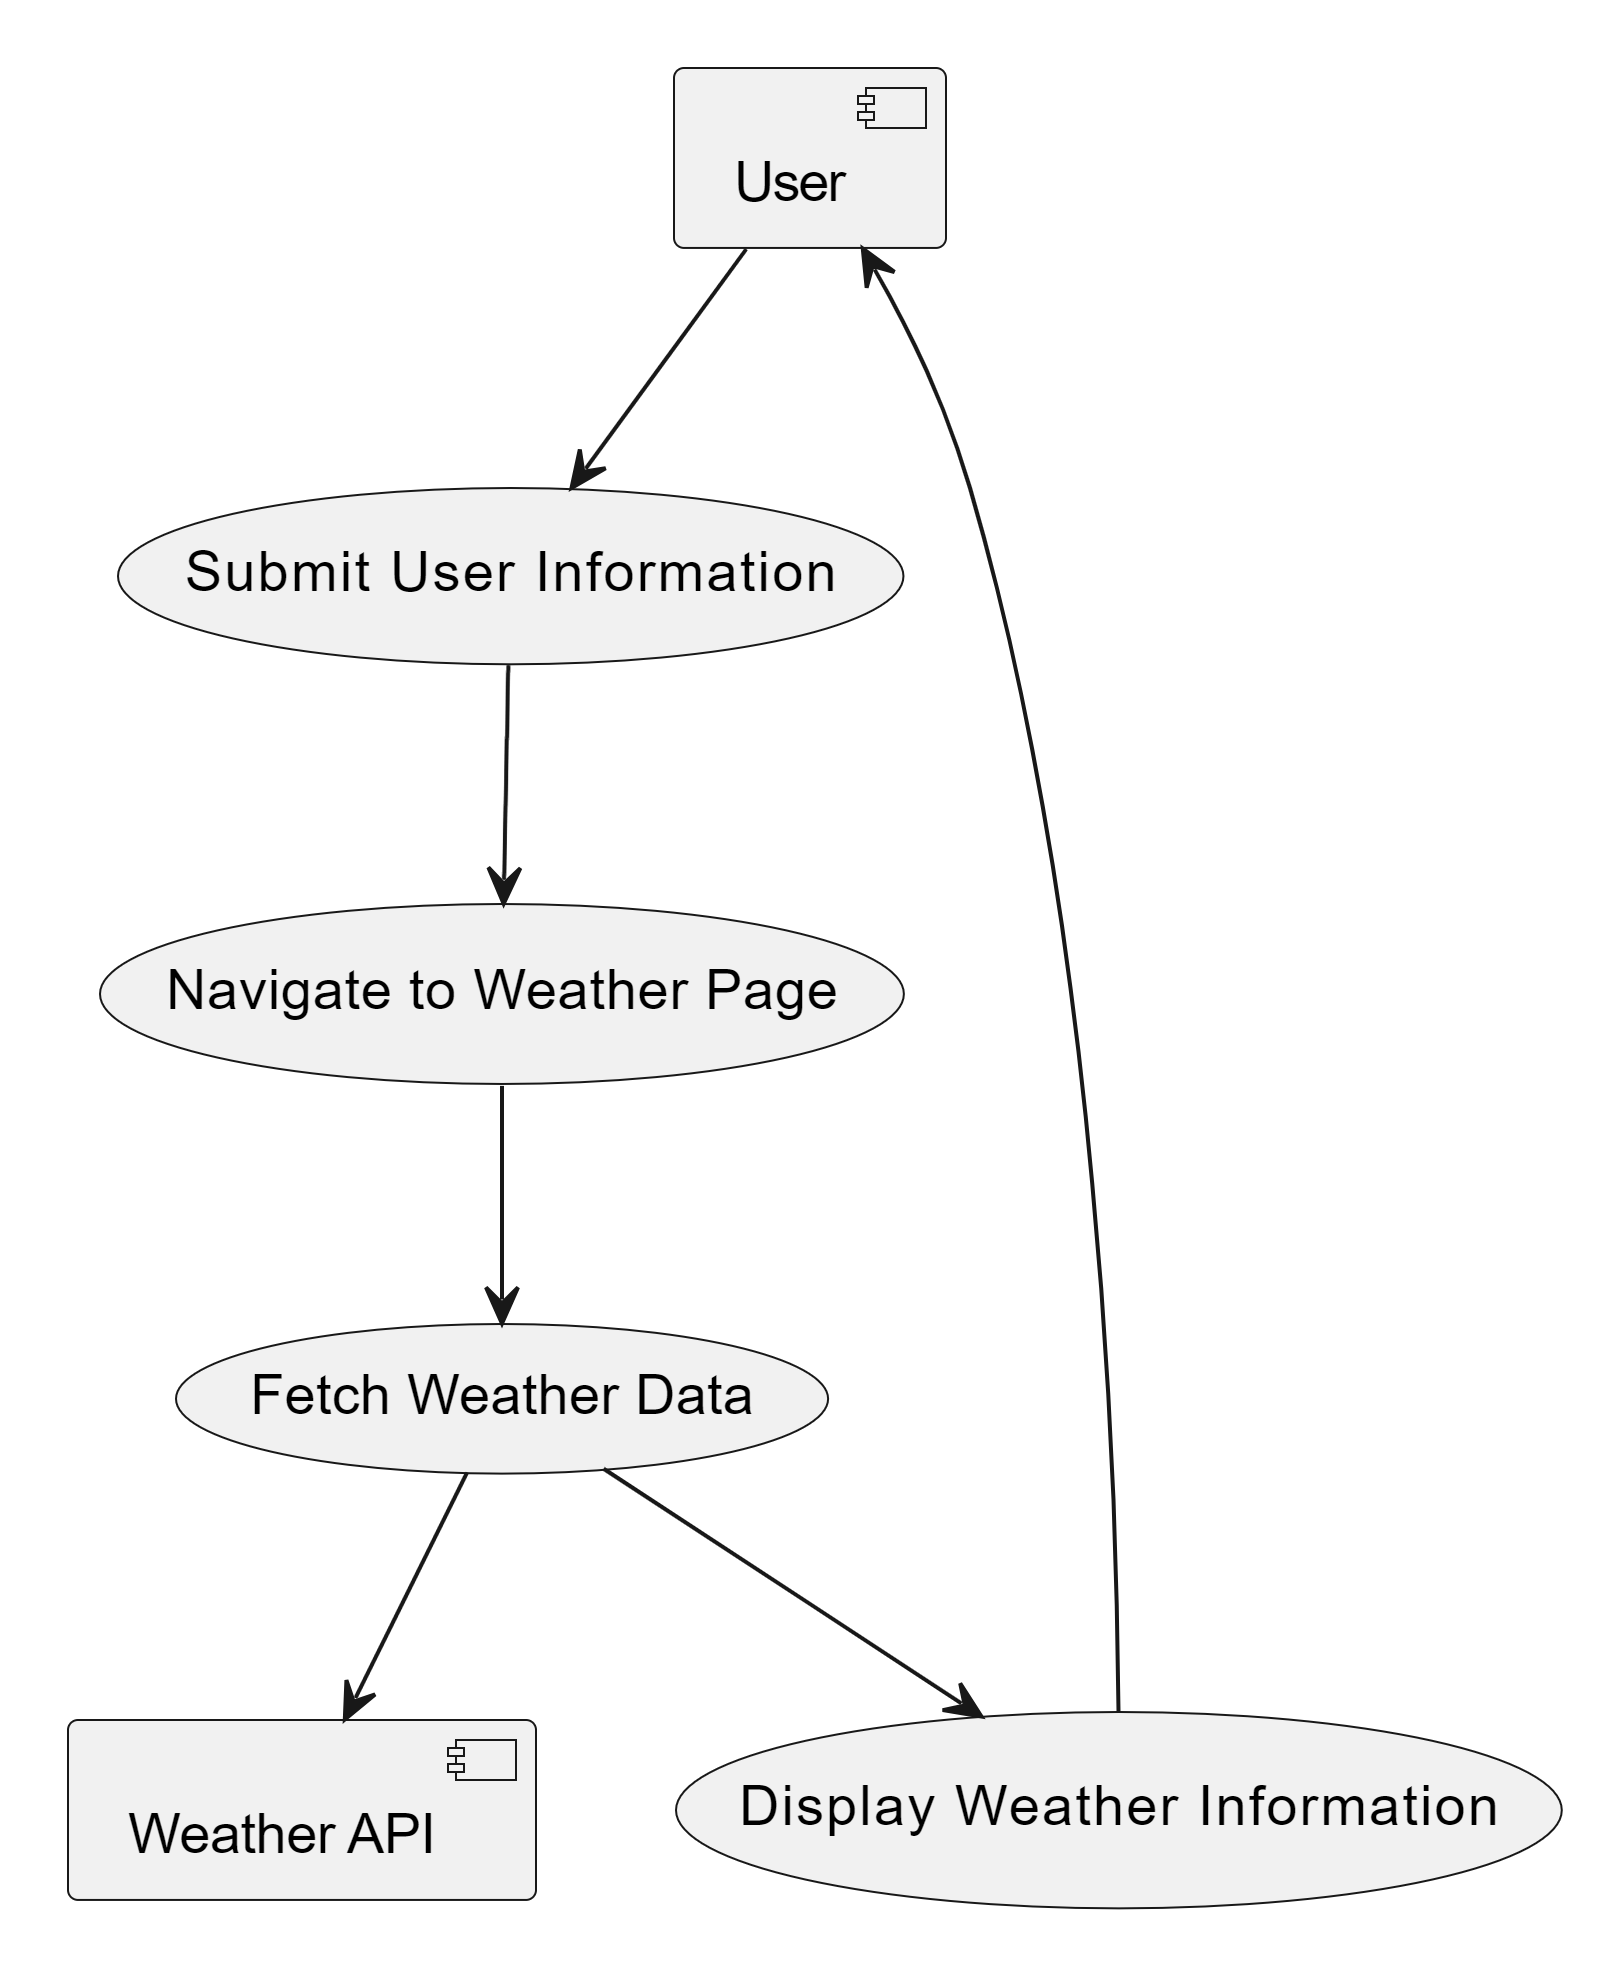 User
Submit User Information
Navigate to Weather Page
Fetch Weather Data
Weather API
Display Weather Information